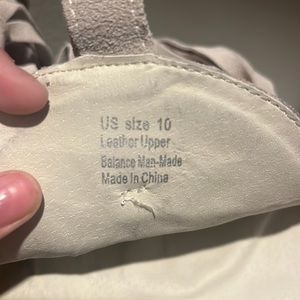 US size 10
Leather Upper
Balance Man-Made
Made In China